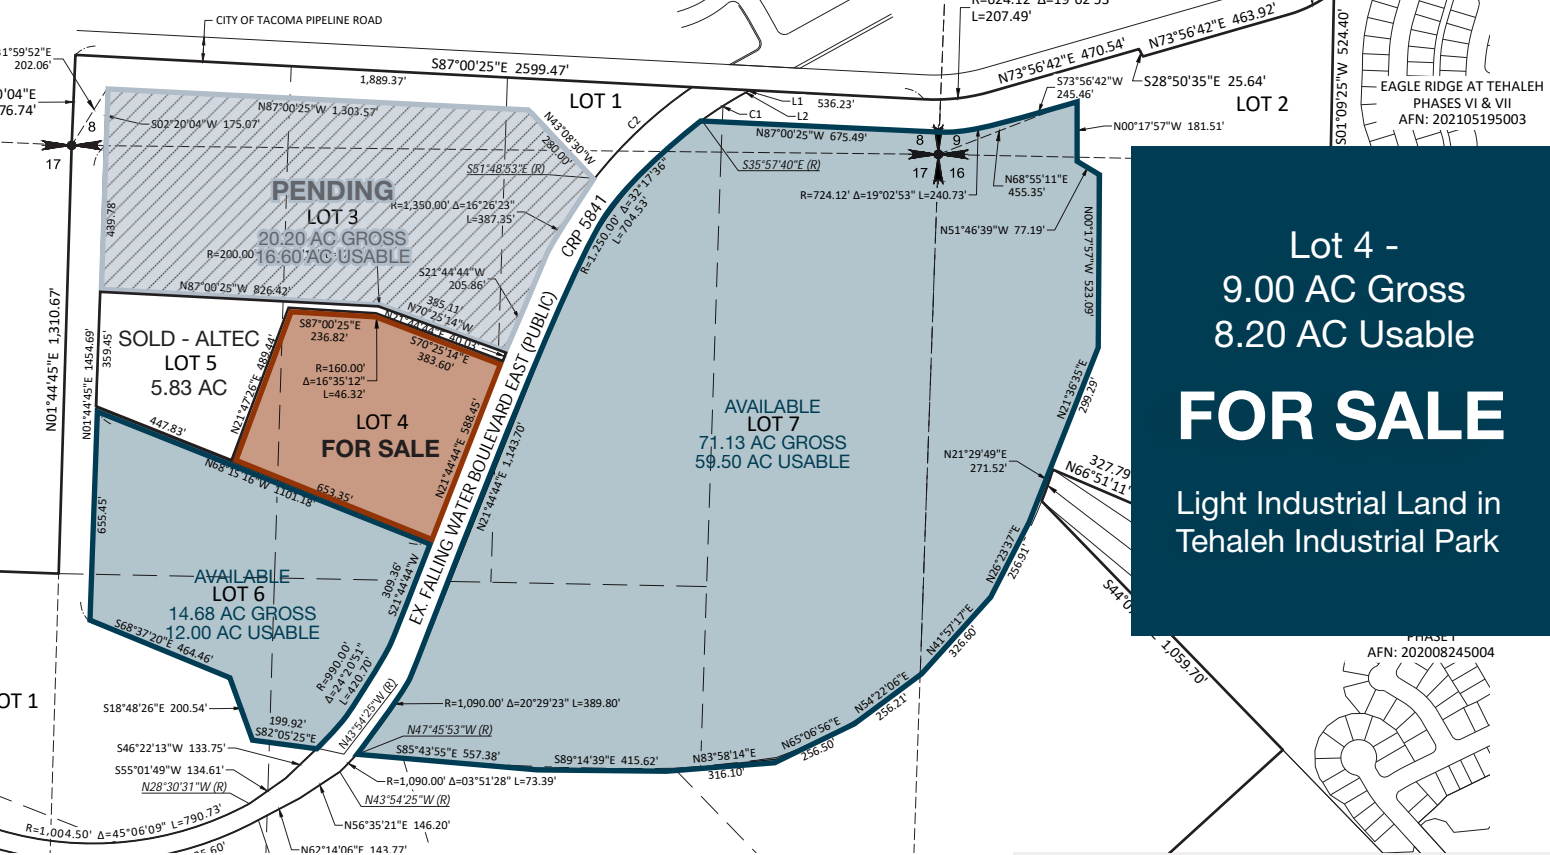 CITY OF TACOMA PIPELINE ROAD
L=207.49'
N73°56'42"E 463.92'
N73°56'42"E 470.54'
S28°50'35"E 25.64'
S01°09'25"W 524.40'
202.06'
76.74'
S87°00'25"E 2599.47'
1,889.37'
LOT 1
L1
536.23'
L2
C1
C2
S73°56'42"W
245.46'
LOT 2
EAGLE RIDGE AT TEHALEH
PHASES VI & VII
AFN: 202105195003
8
17
N87°00'25"W 1,303.57'
S02°20'04"W 175.07'
N43°08'30"W
280.00'
S51°48'53"E (R)
N87°00'25"W 675.49'
S35°57'40"E (R)
8
9
17
16
N00°17'57"W 181.51'
N68°55'11"E
455.35'
R=724.12' Δ=19°02'53" L=240.73'
N51°46'39"W 77.19'
N00°17'57"W 523.09'
PENDING
LOT 3
20.20 AC GROSS
16.60 AC USABLE
R=1,350.00' Δ=16°26'23"
L=387.35'
R=200.00'
439.78'
S21°44'44"W
205.86'
N87°00'25"W 826.42'
385.11'
N70°25'14"W
N21°44'44"E 40.03'
CRP 5841
R=1,250.00' Δ=32°17'36"
L=704.53'
EX. FALLING WATER BOULEVARD EAST (PUBLIC)
N01°44'45"E 1,310.67'
N01°44'45"E 1454.69'
359.45'
SOLD - ALTEC
LOT 5
5.83 AC
447.83'
N21°47'26"E 489.44'
S87°00'25"E
236.82'
S70°25'14"E
383.60'
R=160.00'
Δ=16°35'12"
L=46.32'
LOT 4
FOR SALE
N21°44'44"E 588.45'
N21°44'44"E 1,143.70'
653.35'
N68°15'16"W 1101.18'
AVAILABLE
LOT 7
71.13 AC GROSS
59.50 AC USABLE
N21°36'35"E
299.29'
N21°29'49"E
271.52'
327.79
N66°51'11"
N26°23'37"E
256.91'
N41°57'17"E
326.60'
N54°22'06"E
256.21'
N65°06'56"E
256.50'
N83°58'14"E
316.10'
S89°14'39"E 415.62'
S85°43'55"E 557.38'
655.45'
AVAILABLE
LOT 6
14.68 AC GROSS
12.00 AC USABLE
309.36'
S21°44'44"W
S68°37'20"E 464.46'
R=990.00'
Δ=24°20'51"
L=420.70'
N43°54'25"W (R)
S18°48'26"E 200.54'
199.92'
S82°05'25"E
R=1,090.00' Δ=20°29'23" L=389.80'
N47°45'53"W (R)
S46°22'13"W 133.75'
S55°01'49"W 134.61'
N28°30'31"W (R)
R=1,090.00' Δ=03°51'28" L=73.39'
N43°54'25"W (R)
N56°35'21"E 146.20'
N62°14'06"E 143.77'
R=1,004.50' Δ=45°06'09" L=790.73'
OT 1
Lot 4 -
9.00 AC Gross
8.20 AC Usable
FOR SALE
Light Industrial Land in
Tehaleh Industrial Park
AFN: 202008245004
1,059.70'